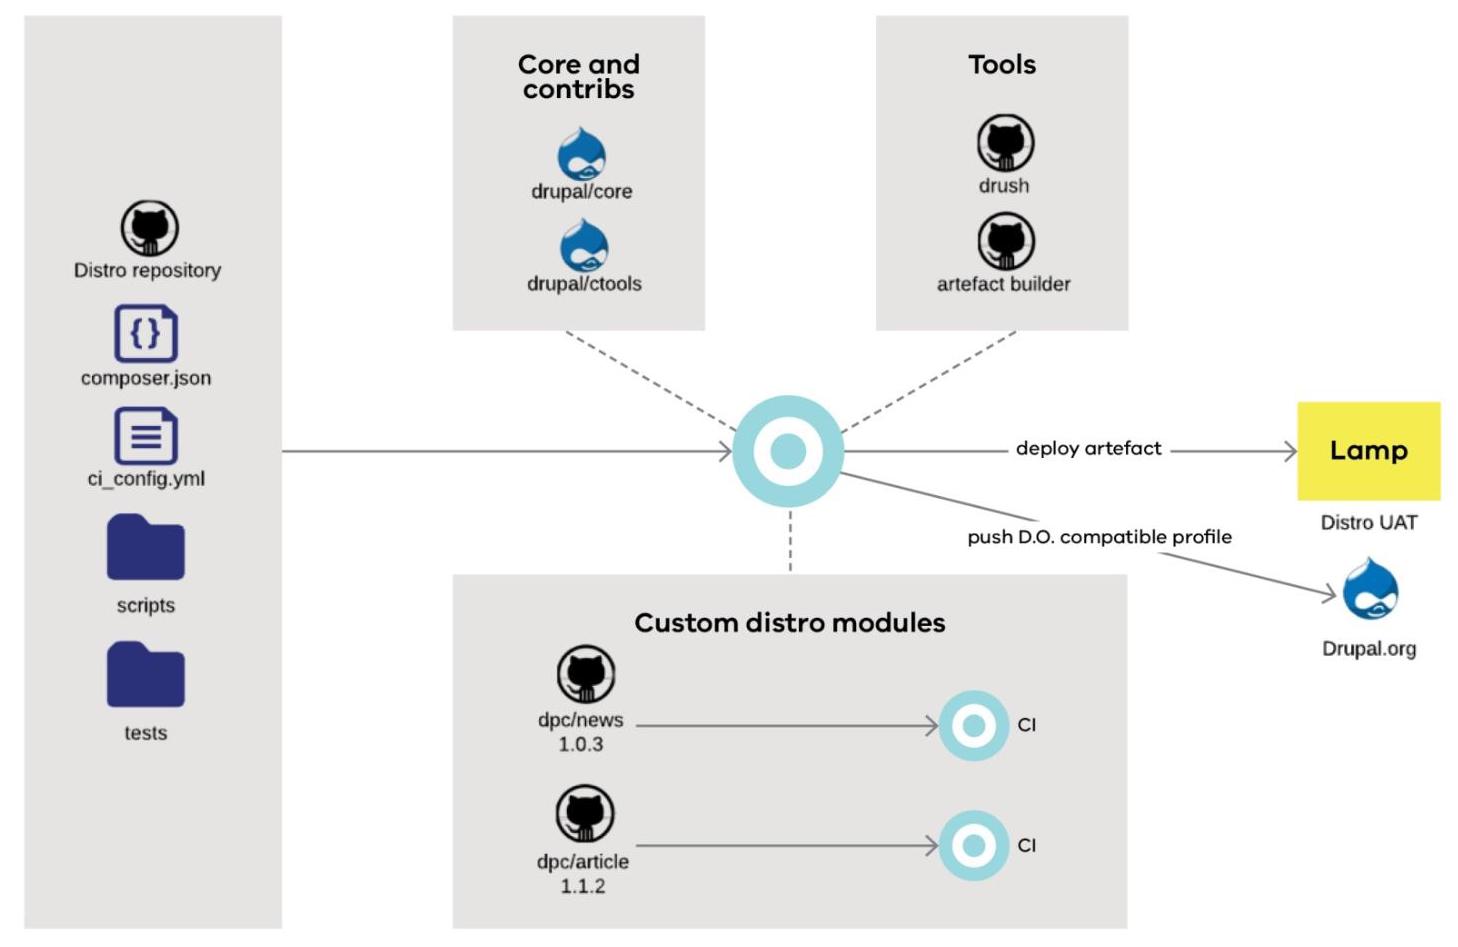 Distro repository
composer.json
{}
ci_config.yml
scripts
tests
Core and
contribs
drupal/core
drupal/ctools
Tools
drush
artefact builder
deploy artefact
Lamp
Distro UAT
push D.O. compatible profile
Drupal.org
Custom distro modules
dpc/news
1.0.3
CI
dpc/article
1.1.2
CI